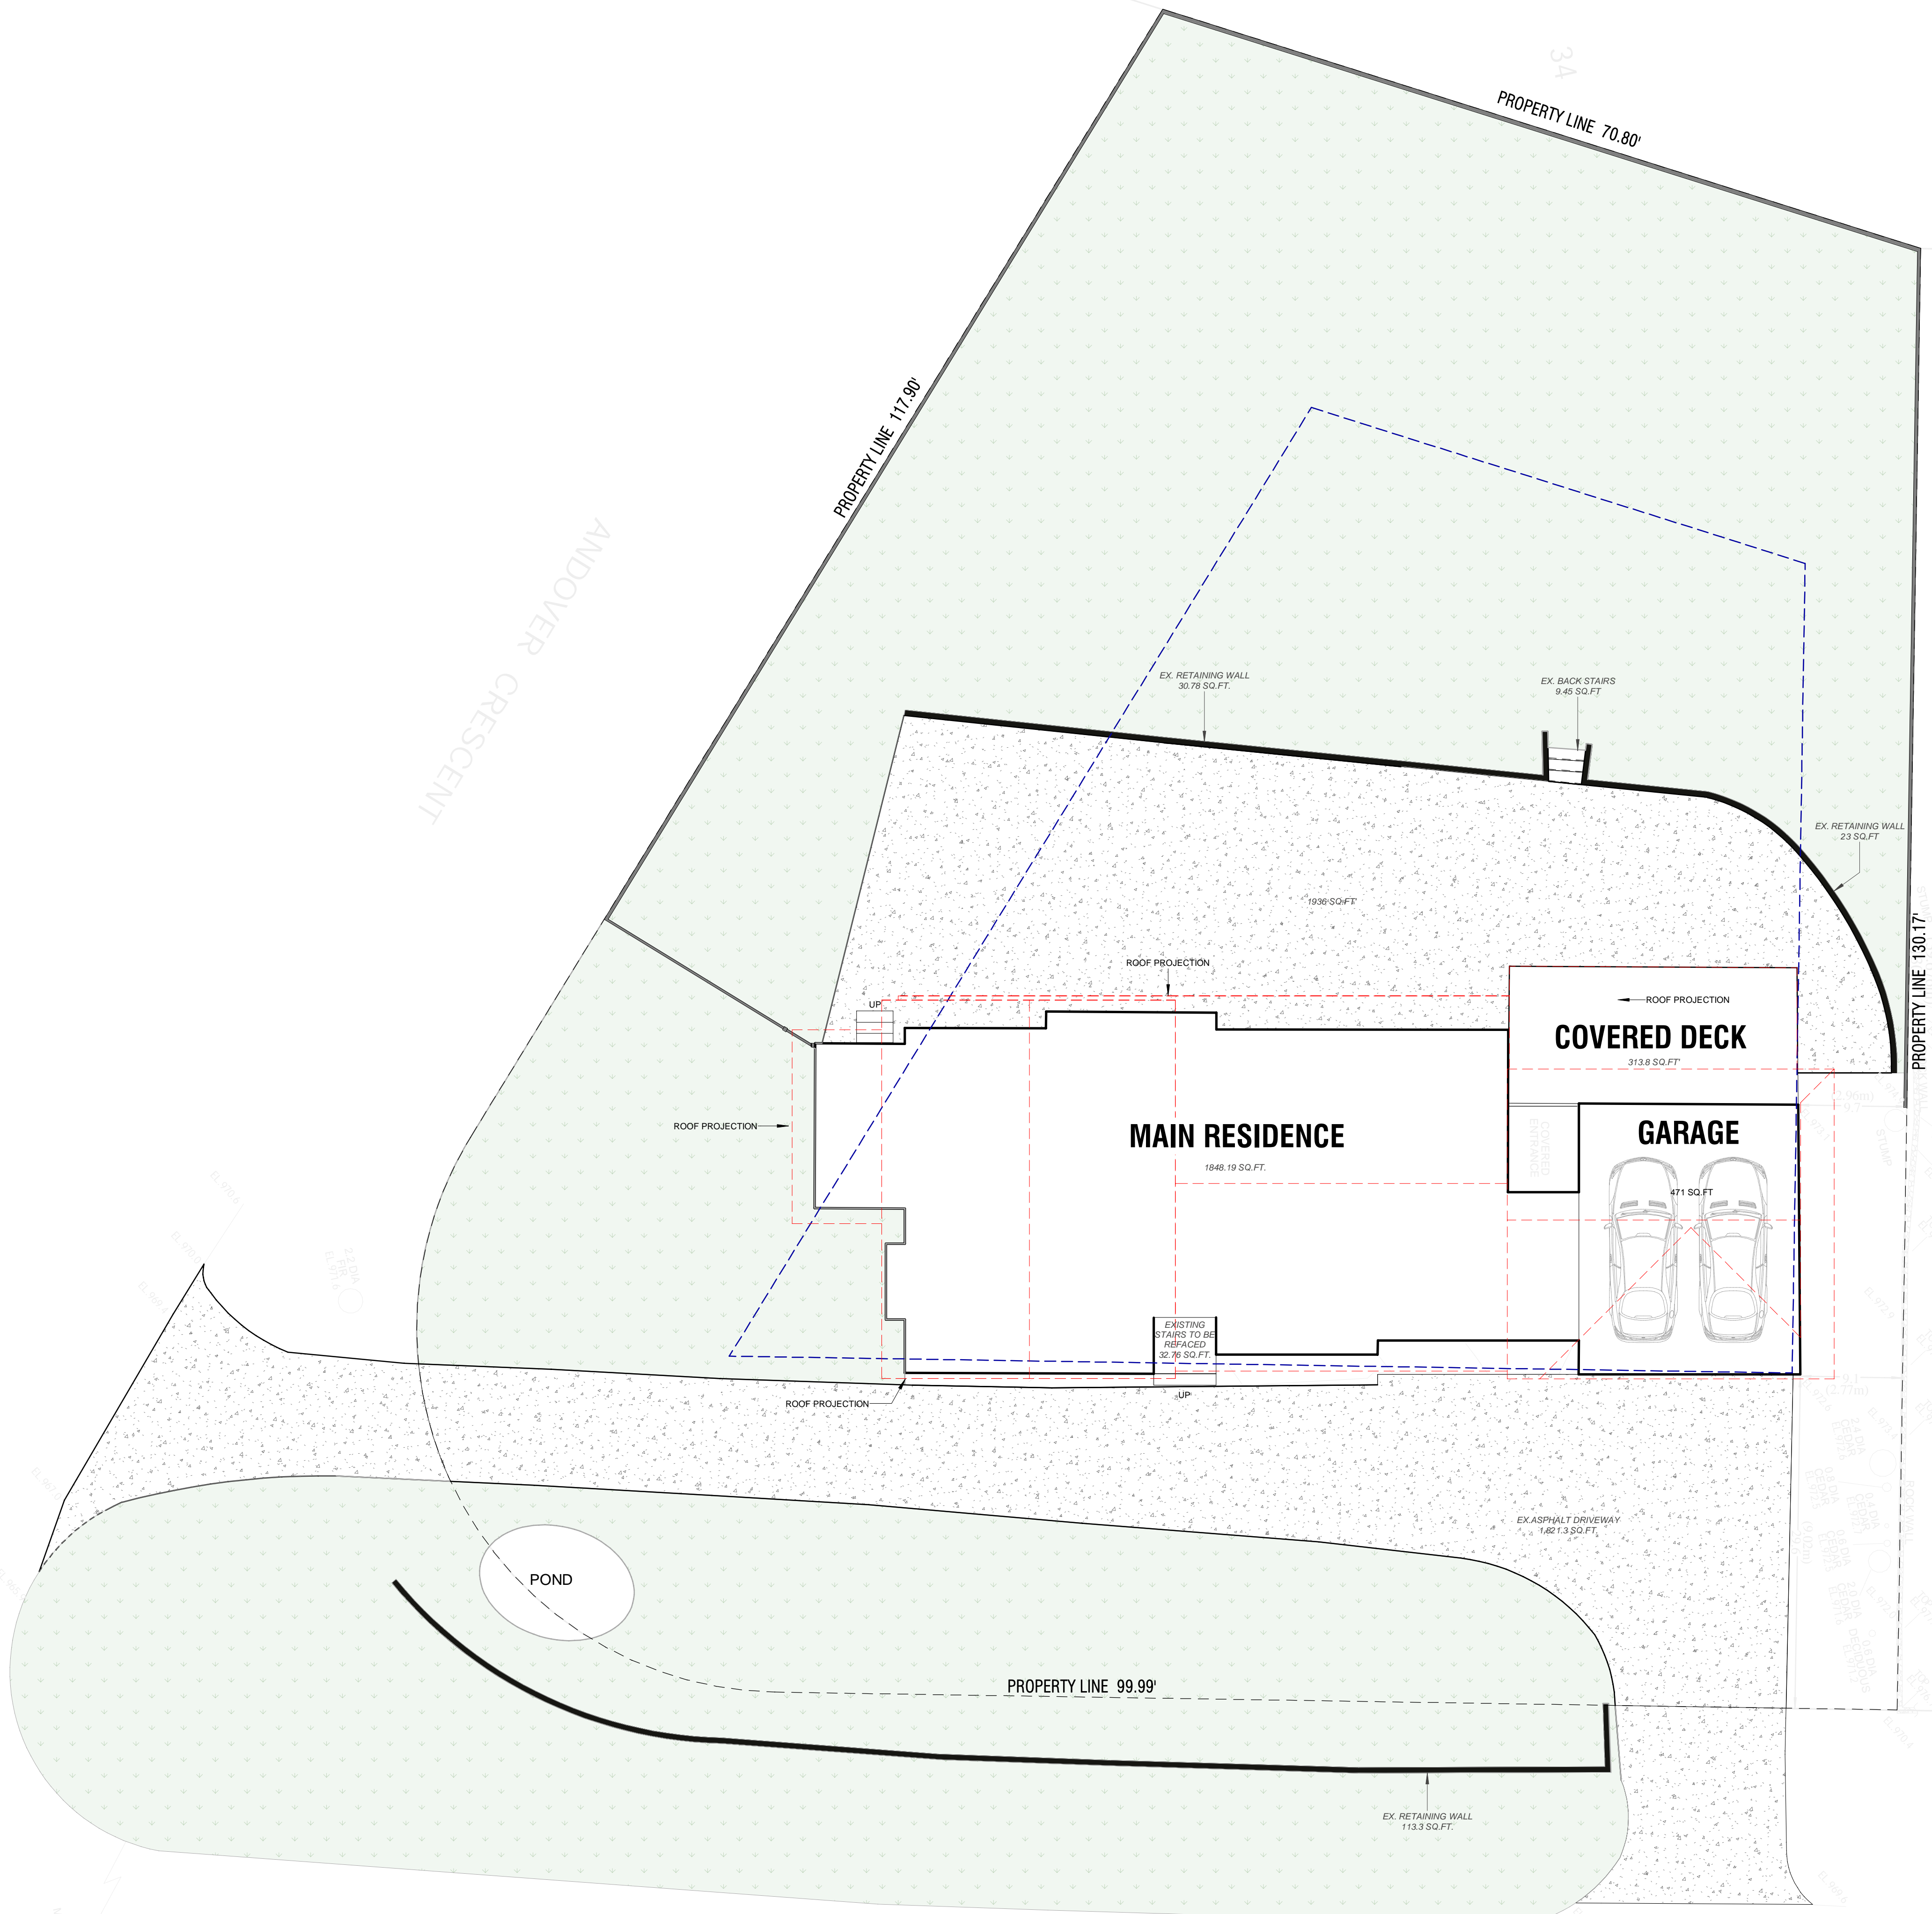 34
PROPERTY LINE 70.80'
PROPERTY LINE 117.90'
ANDOVER CRESCENT
EX. RETAINING WALL
30.78 SQ.FT.
EX. BACK STAIRS
9.45 SQ.FT
EX. RETAINING WALL
23 SQ.FT
1936 SQ.FT'
PROPERTY LINE 130.17'
ROOF PROJECTION
UP
ROOF PROJECTION
COVERED DECK
313.8 SQ.FT'
ROOF PROJECTION
MAIN RESIDENCE
1848.19 SQ.FT.
COVERED
ENTRANCE
GARAGE
471 SQ.FT
STUMP
EXISTING
STAIRS TO BE
REFACED
32.76 SQ.FT.
UP
ROOF PROJECTION
EX.ASPHALT DRIVEWAY
1,821.3 SQ.FT.
POND
PROPERTY LINE 99.99'
EX. RETAINING WALL
113.3 SQ.FT.